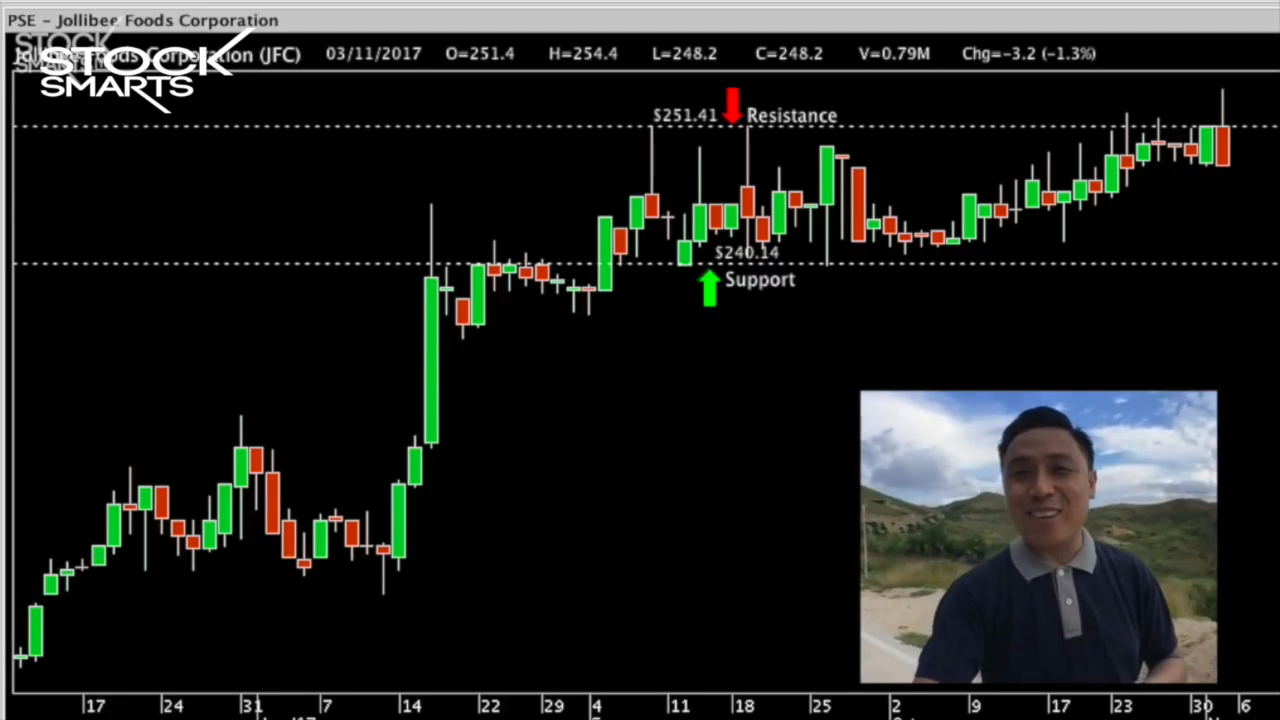 PSE - Jollibee Foods Corporation
STOCK
SMARTS
Jollibee Foods Corporation (JFC) 03/11/2017 O=251.4 H=254.4 L=248.2 C=248.2 V=0.79M Chg=-3.2 (-1.3%)
$251.41 Resistance
$240.14
Support
17 24 31 7 14 22 29 4 11 18 25 2 9 17 23 30 6